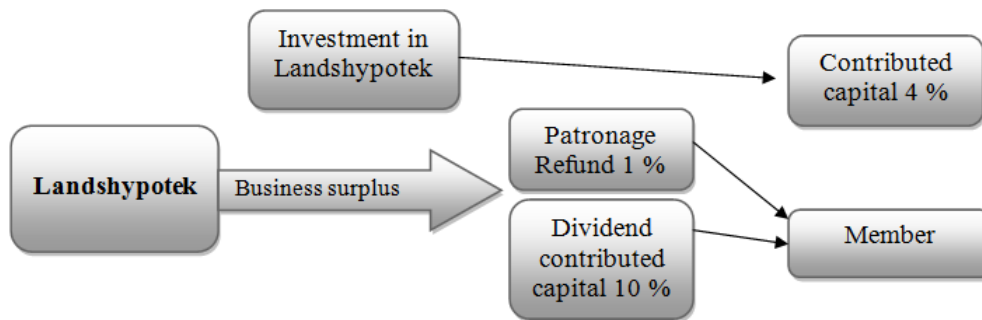 Investment in
Landshypotek
Contributed
capital 4 %
Landshypotek
Business surplus
Patronage
Refund 1 %
Dividend
contributed
capital 10 %
Member